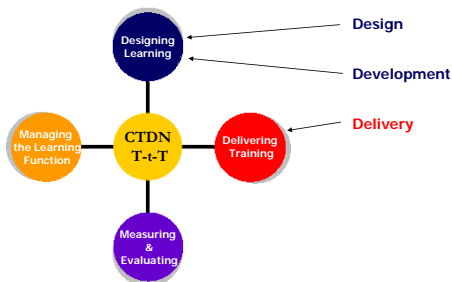 Designing
Learning
Design
Development
Delivery
Managing
the Learning
Function
CTDN
T-t-T
Delivering
Training
Measuring
&
Evaluating